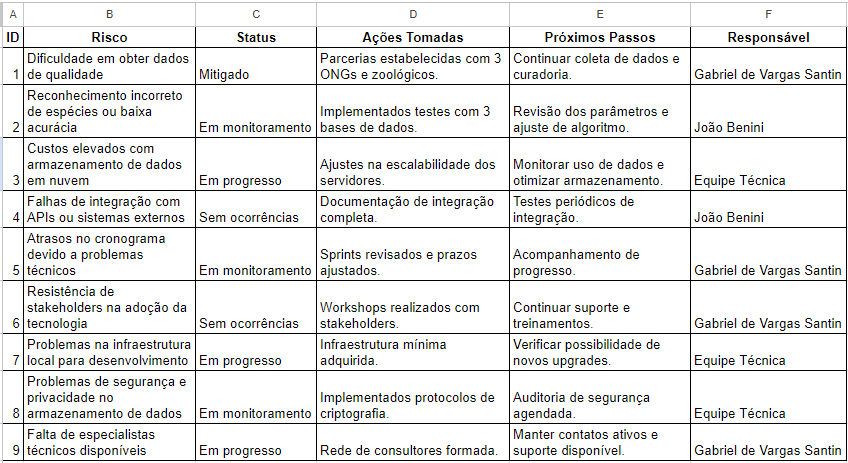 A B C D E F
ID Risco Status Ações Tomadas Próximos Passos Responsável
Dificuldade em obter dados Parcerias estabelecidas com 3 Continuar coleta de dados e
1 de qualidade Mitigado ONGs e zoológicos. curadoria. Gabriel de Vargas Santin
Reconhecimento incorreto
de espécies ou baixa Implementados testes com 3 Revisão dos parâmetros e
2 acurácia Em monitoramento bases de dados. ajuste de algoritmo. João Benini
Custos elevados com
armazenamento de dados Ajustes na escalabilidade dos Monitorar uso de dados e
3 em nuvem Em progresso servidores. otimizar armazenamento. Equipe Técnica
Falhas de integração com Documentação de integração Testes periódicos de
4 APIs ou sistemas externos Sem ocorrências completa. integração. João Benini
Atrasos no cronograma
devido a problemas Sprints revisados e prazos Acompanhamento de
5 técnicos Em monitoramento ajustados. progresso. Gabriel de Vargas Santin
Resistência de
stakeholders na adoção da Workshops realizados com Continuar suporte e
6 tecnologia Sem ocorrências stakeholders. treinamentos. Gabriel de Vargas Santin
Problemas na infraestrutura Infraestrutura mínima Verificar possibilidade de
7 local para desenvolvimento Em progresso adquirida. novos upgrades. Equipe Técnica
Problemas de segurança e
privacidade no Implementados protocolos de Auditoria de segurança
8 armazenamento de dados Em monitoramento criptografia. agendada. Equipe Técnica
Falta de especialistas Manter contatos ativos e
9 técnicos disponíveis Em progresso Rede de consultores formada. suporte disponível. Gabriel de Vargas Santin